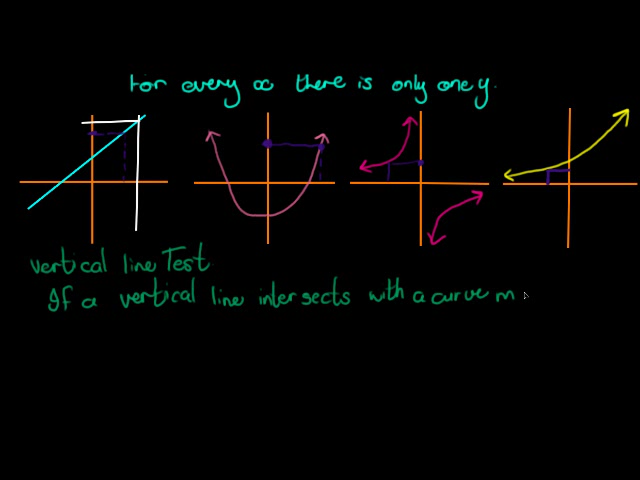 For every x there is only one y.
vertical line Test
If a vertical line intersects with a curve m